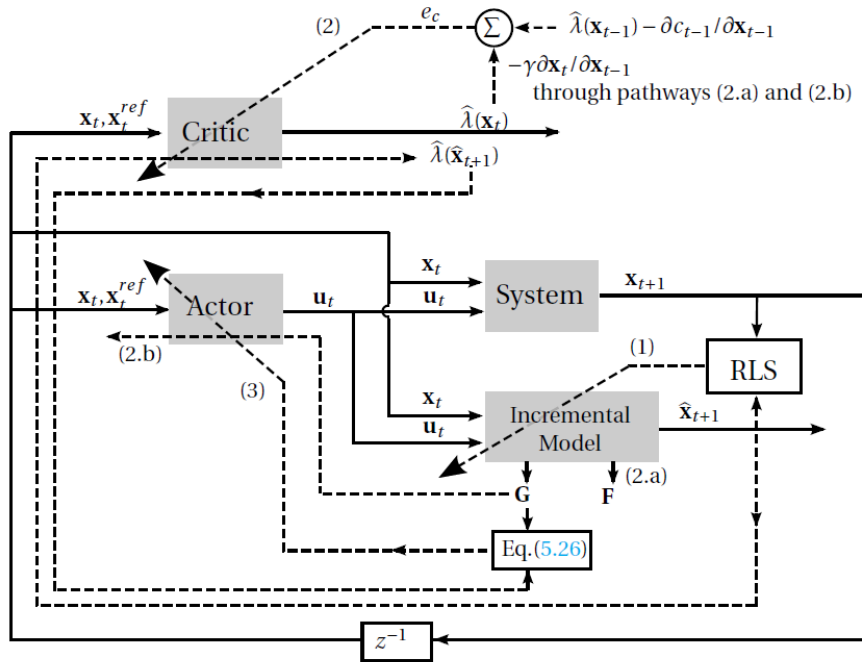 (2)
e_c
Σ
λ̂(x_{t−1}) − ∂c_{t−1}/∂x_{t−1}
−γ∂x_t/∂x_{t−1}
through pathways (2.a) and (2.b)
x_t, x_t^{ref}
Critic
λ̂(x_t)
λ̂(x̂_{t+1})
x_t, x_t^{ref}
Actor
u_t
x_t
u_t
System
x_{t+1}
(2.b)
(3)
(1)
RLS
x_t
u_t
Incremental
Model
x̂_{t+1}
G
F
(2.a)
Eq.(5.26)
z^{−1}